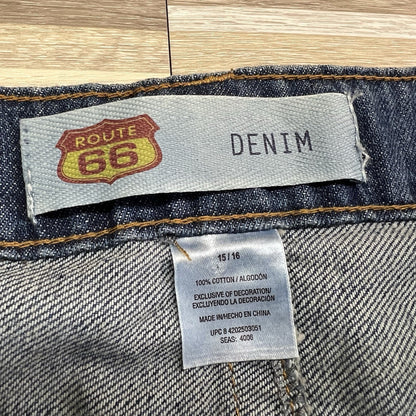 ROUTE
66
DENIM
15 / 16
100% COTTON / ALGODÓN
EXCLUSIVE OF DECORATION/
EXCLUYENDO LA DECORACIÓN
MADE IN/HECHO EN CHINA
UPC 8 4202503051
SEAS: 4006